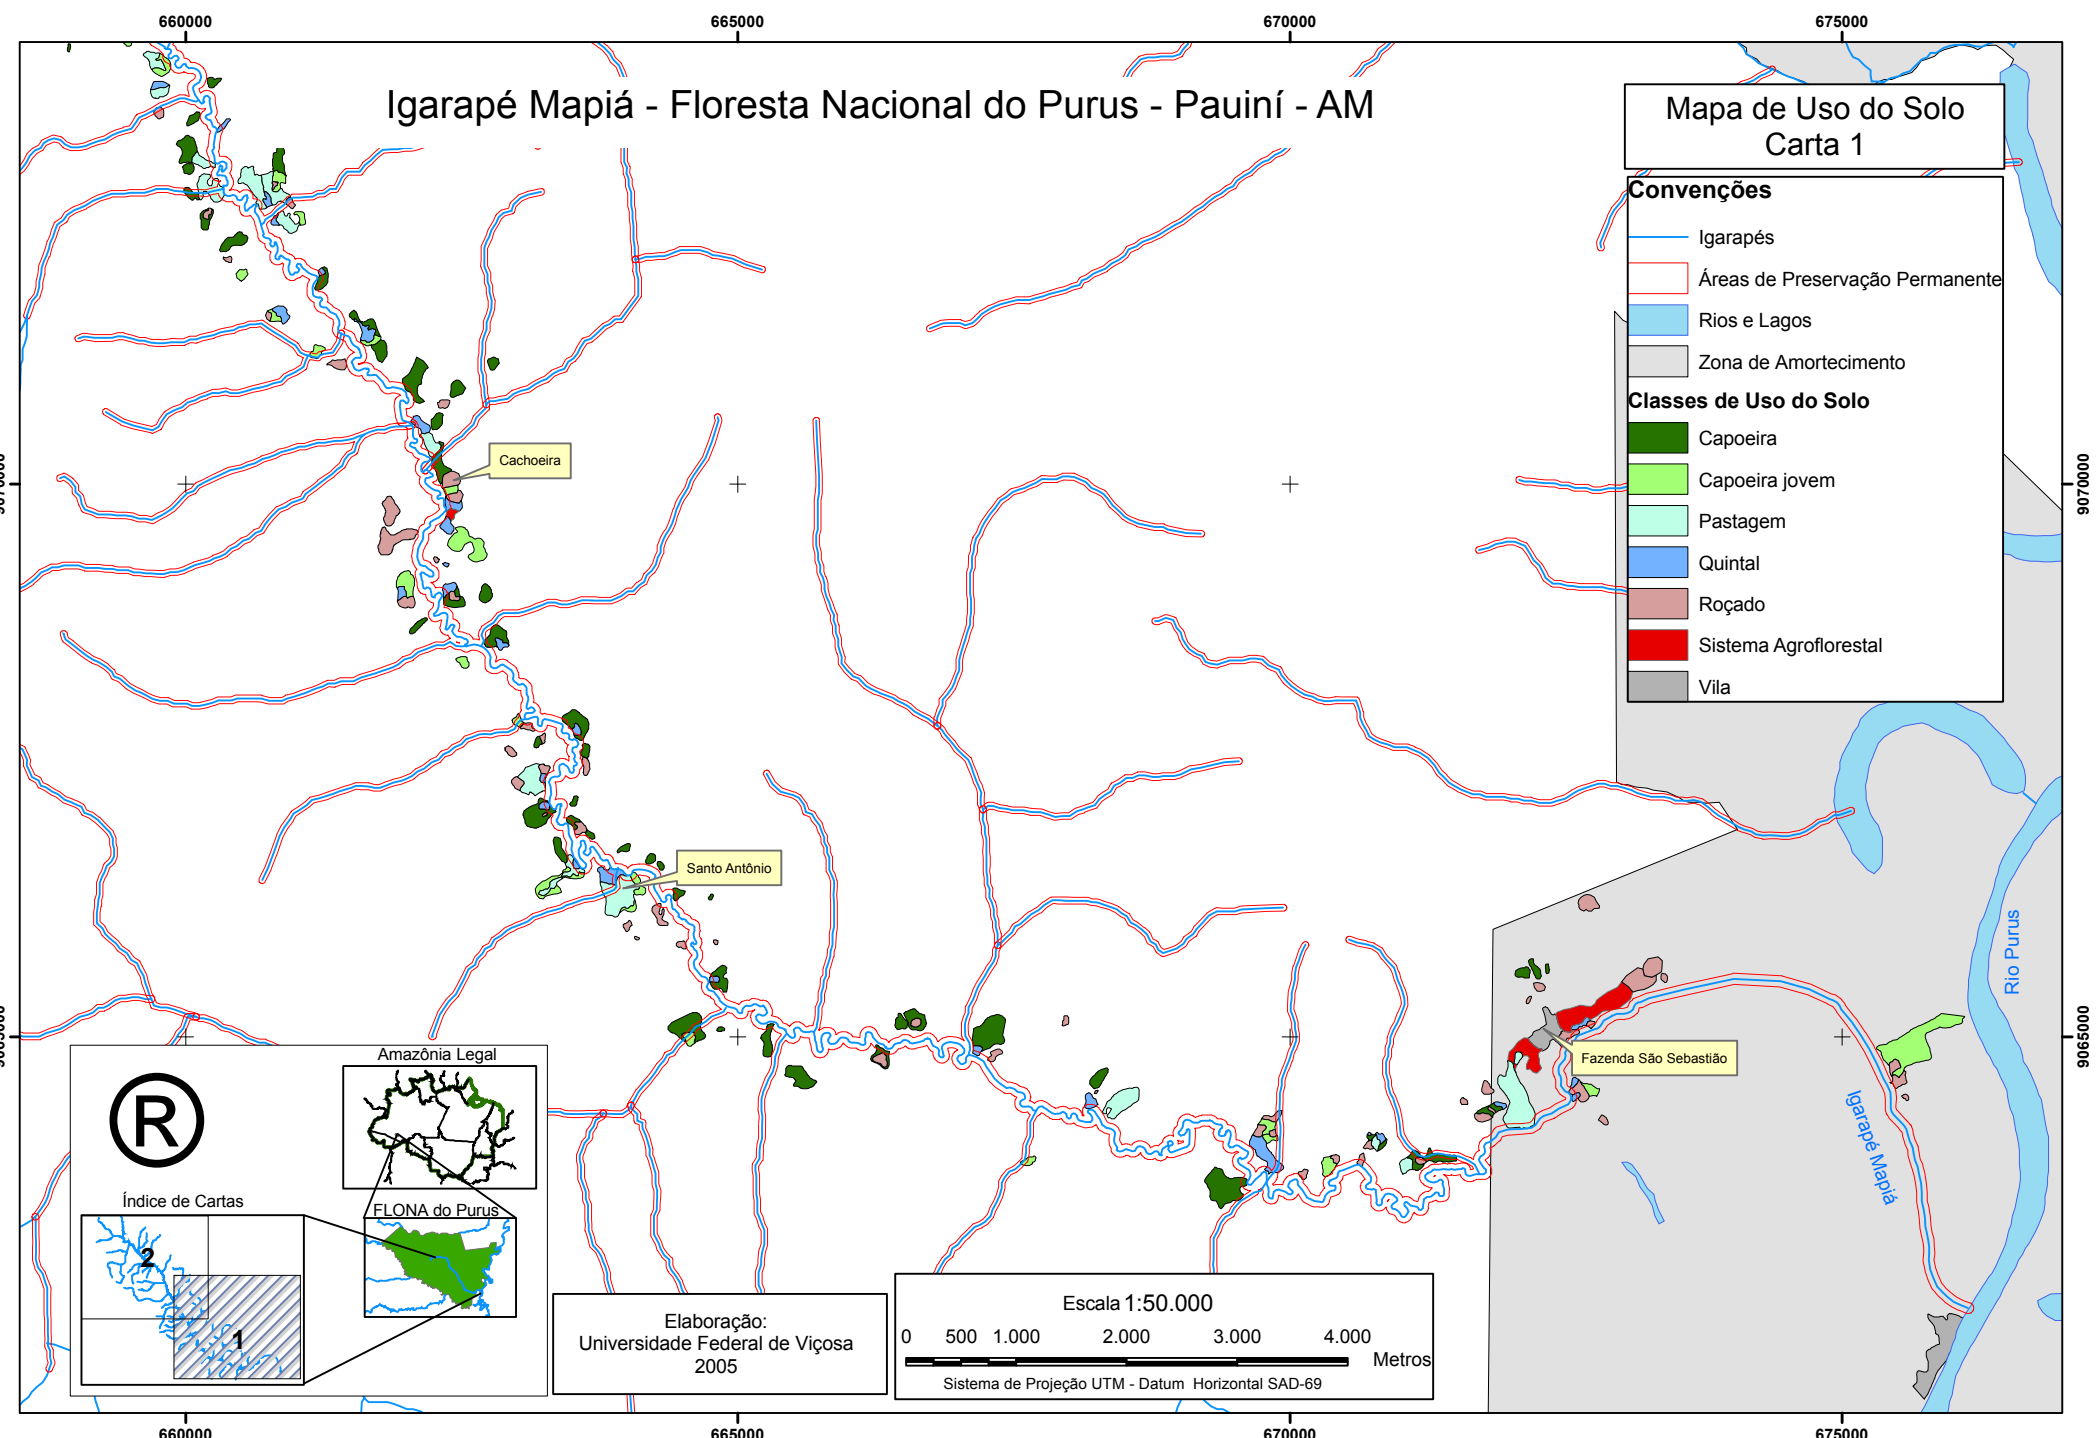 660000
665000
670000
675000
Igarapé Mapiá - Floresta Nacional do Purus - Pauiní - AM
Mapa de Uso do Solo
Carta 1
Convenções
Igarapés
Áreas de Preservação Permanente
Rios e Lagos
Zona de Amortecimento
Classes de Uso do Solo
Capoeira
Capoeira jovem
Pastagem
Quintal
Roçado
Sistema Agroflorestal
Vila
Cachoeira
9070000
Santo Antônio
Rio Purus
Fazenda São Sebastião
9065000
Igarapé Mapiá
Amazônia Legal
®
Índice de Cartas
FLONA do Purus
2
1
Elaboração:
Universidade Federal de Viçosa
2005
Escala 1:50.000
0 500 1.000 2.000 3.000 4.000
Metros
Sistema de Projeção UTM - Datum Horizontal SAD-69
660000
665000
670000
675000